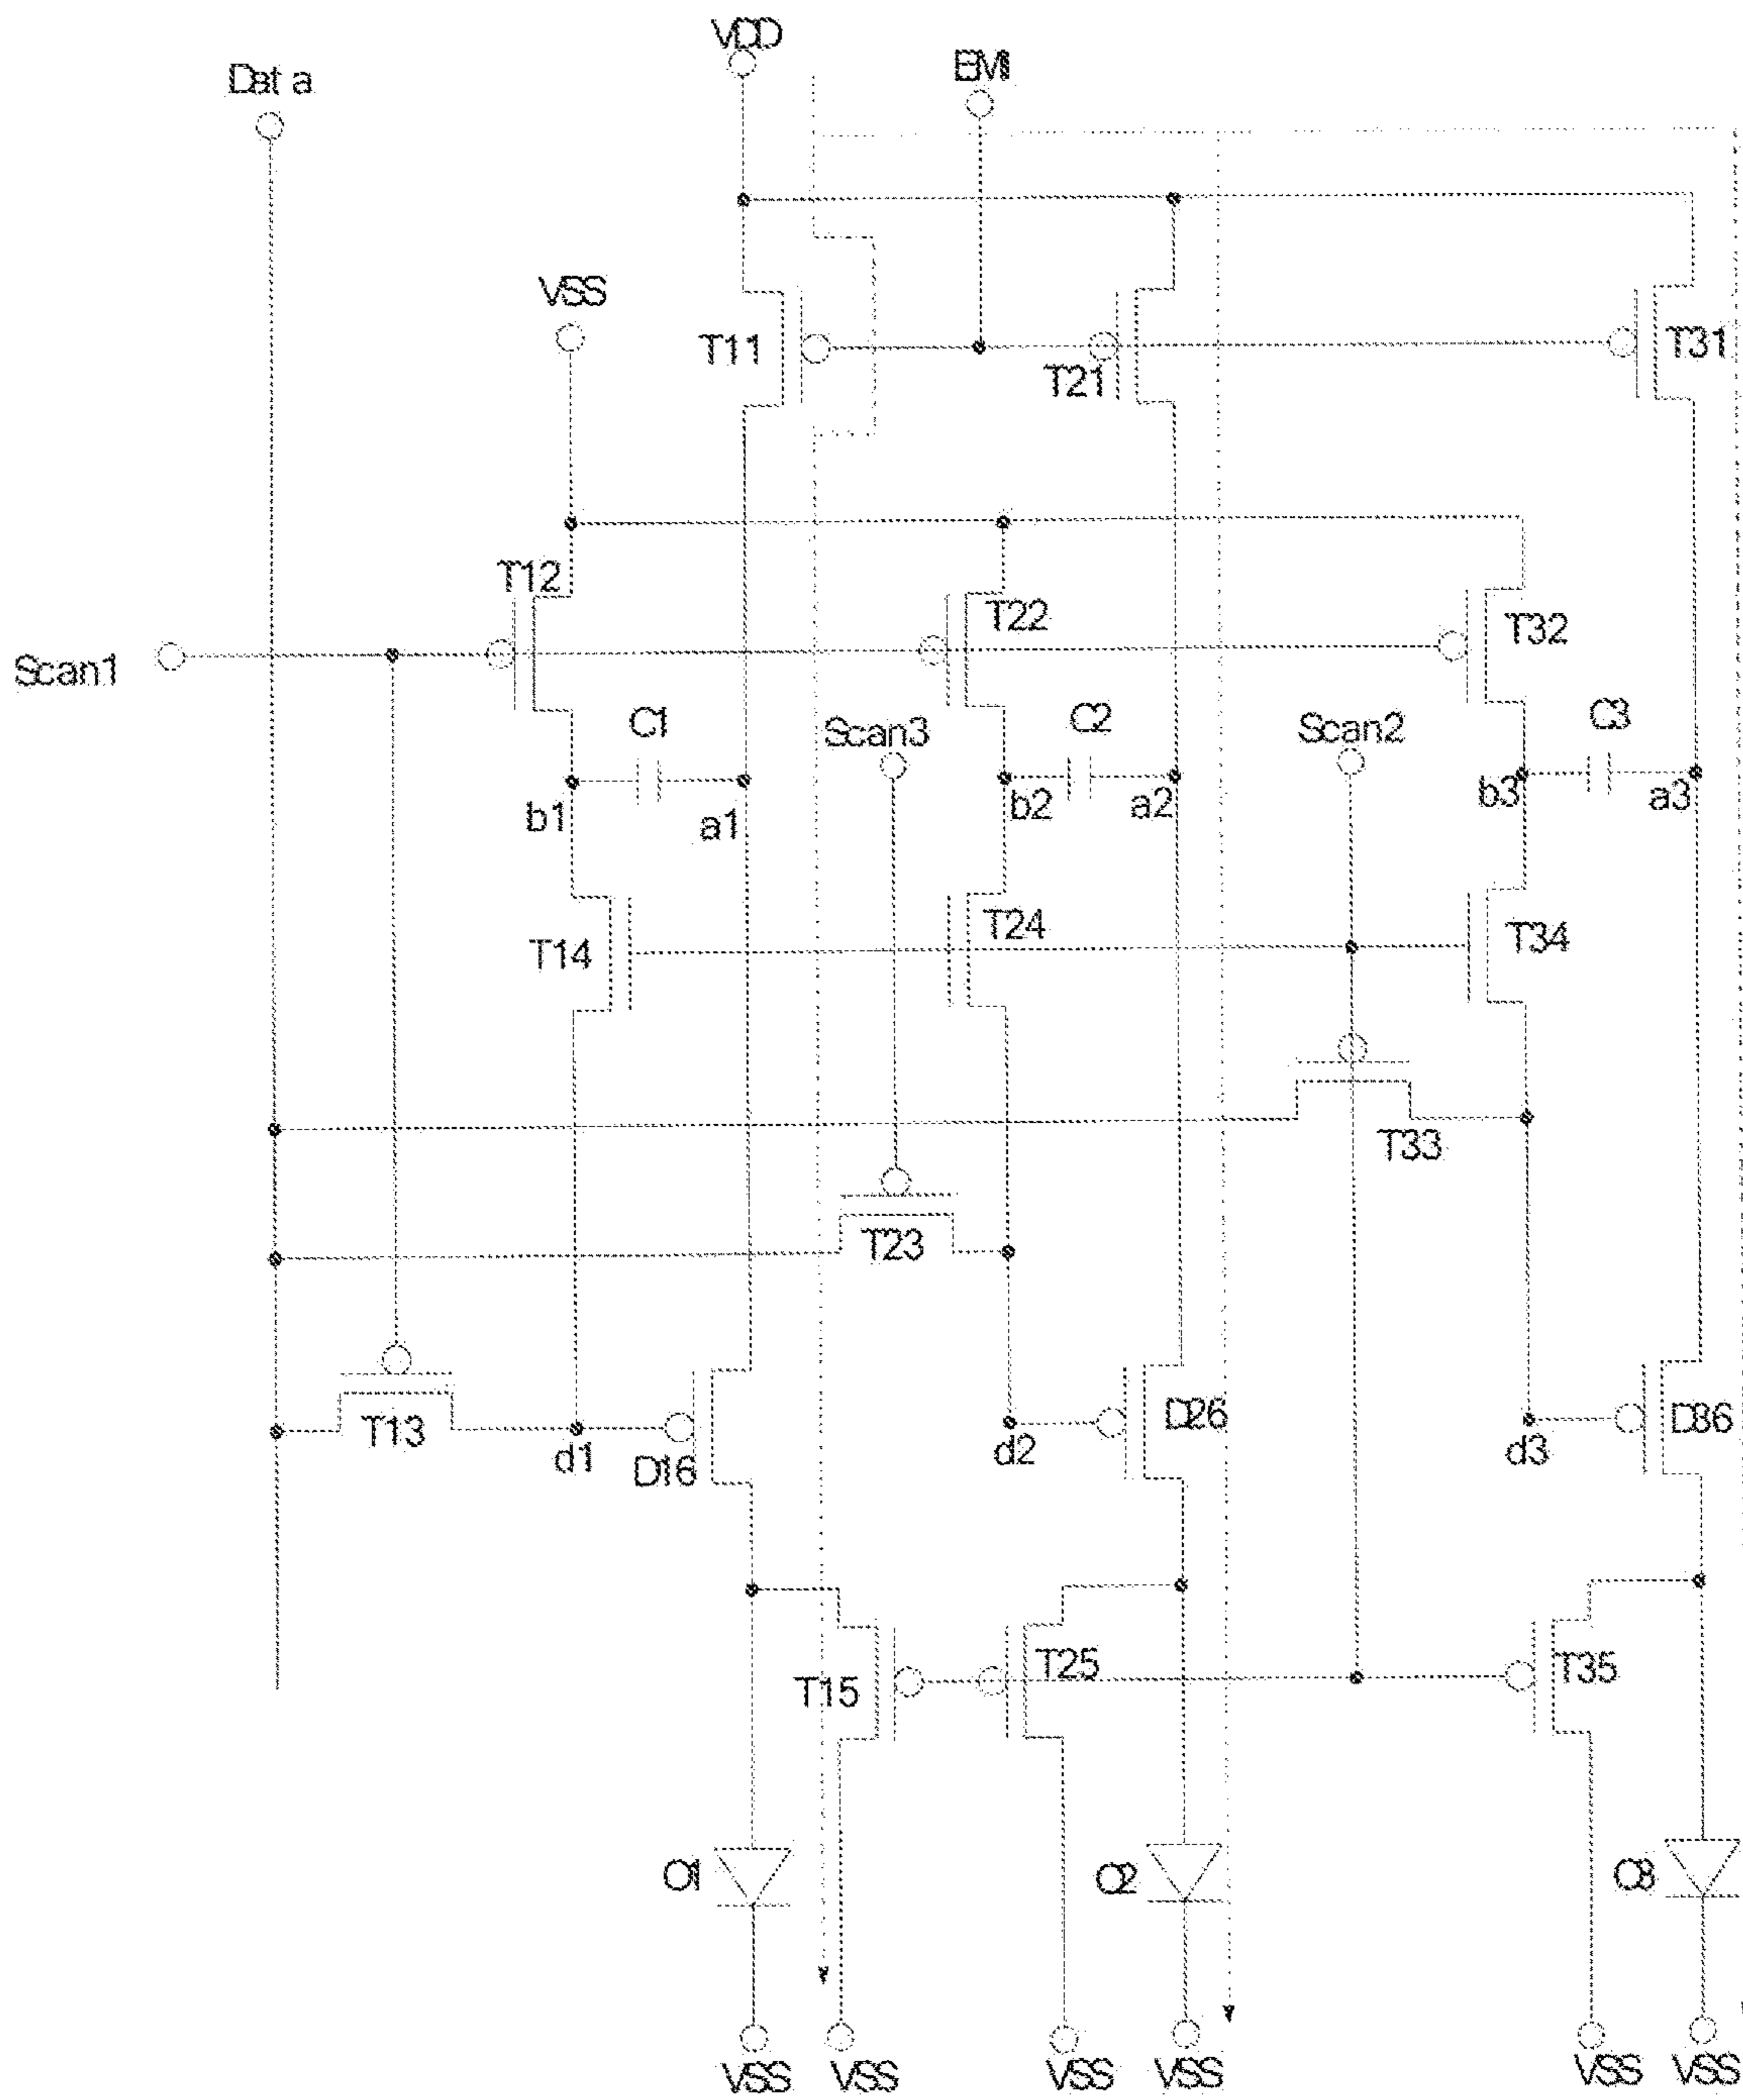 VDD
Data
EM
VSS
T11
T21
T31
T12
T22
T32
Scan1
C1
Scan3
C2
Scan2
C3
b1
a1
b2
a2
b3
a3
T14
T24
T34
T33
T23
T13
d1
D16
d2
D26
d3
D36
T15
T25
T35
O1
O2
O3
VSS
VSS
VSS
VSS
VSS
VSS